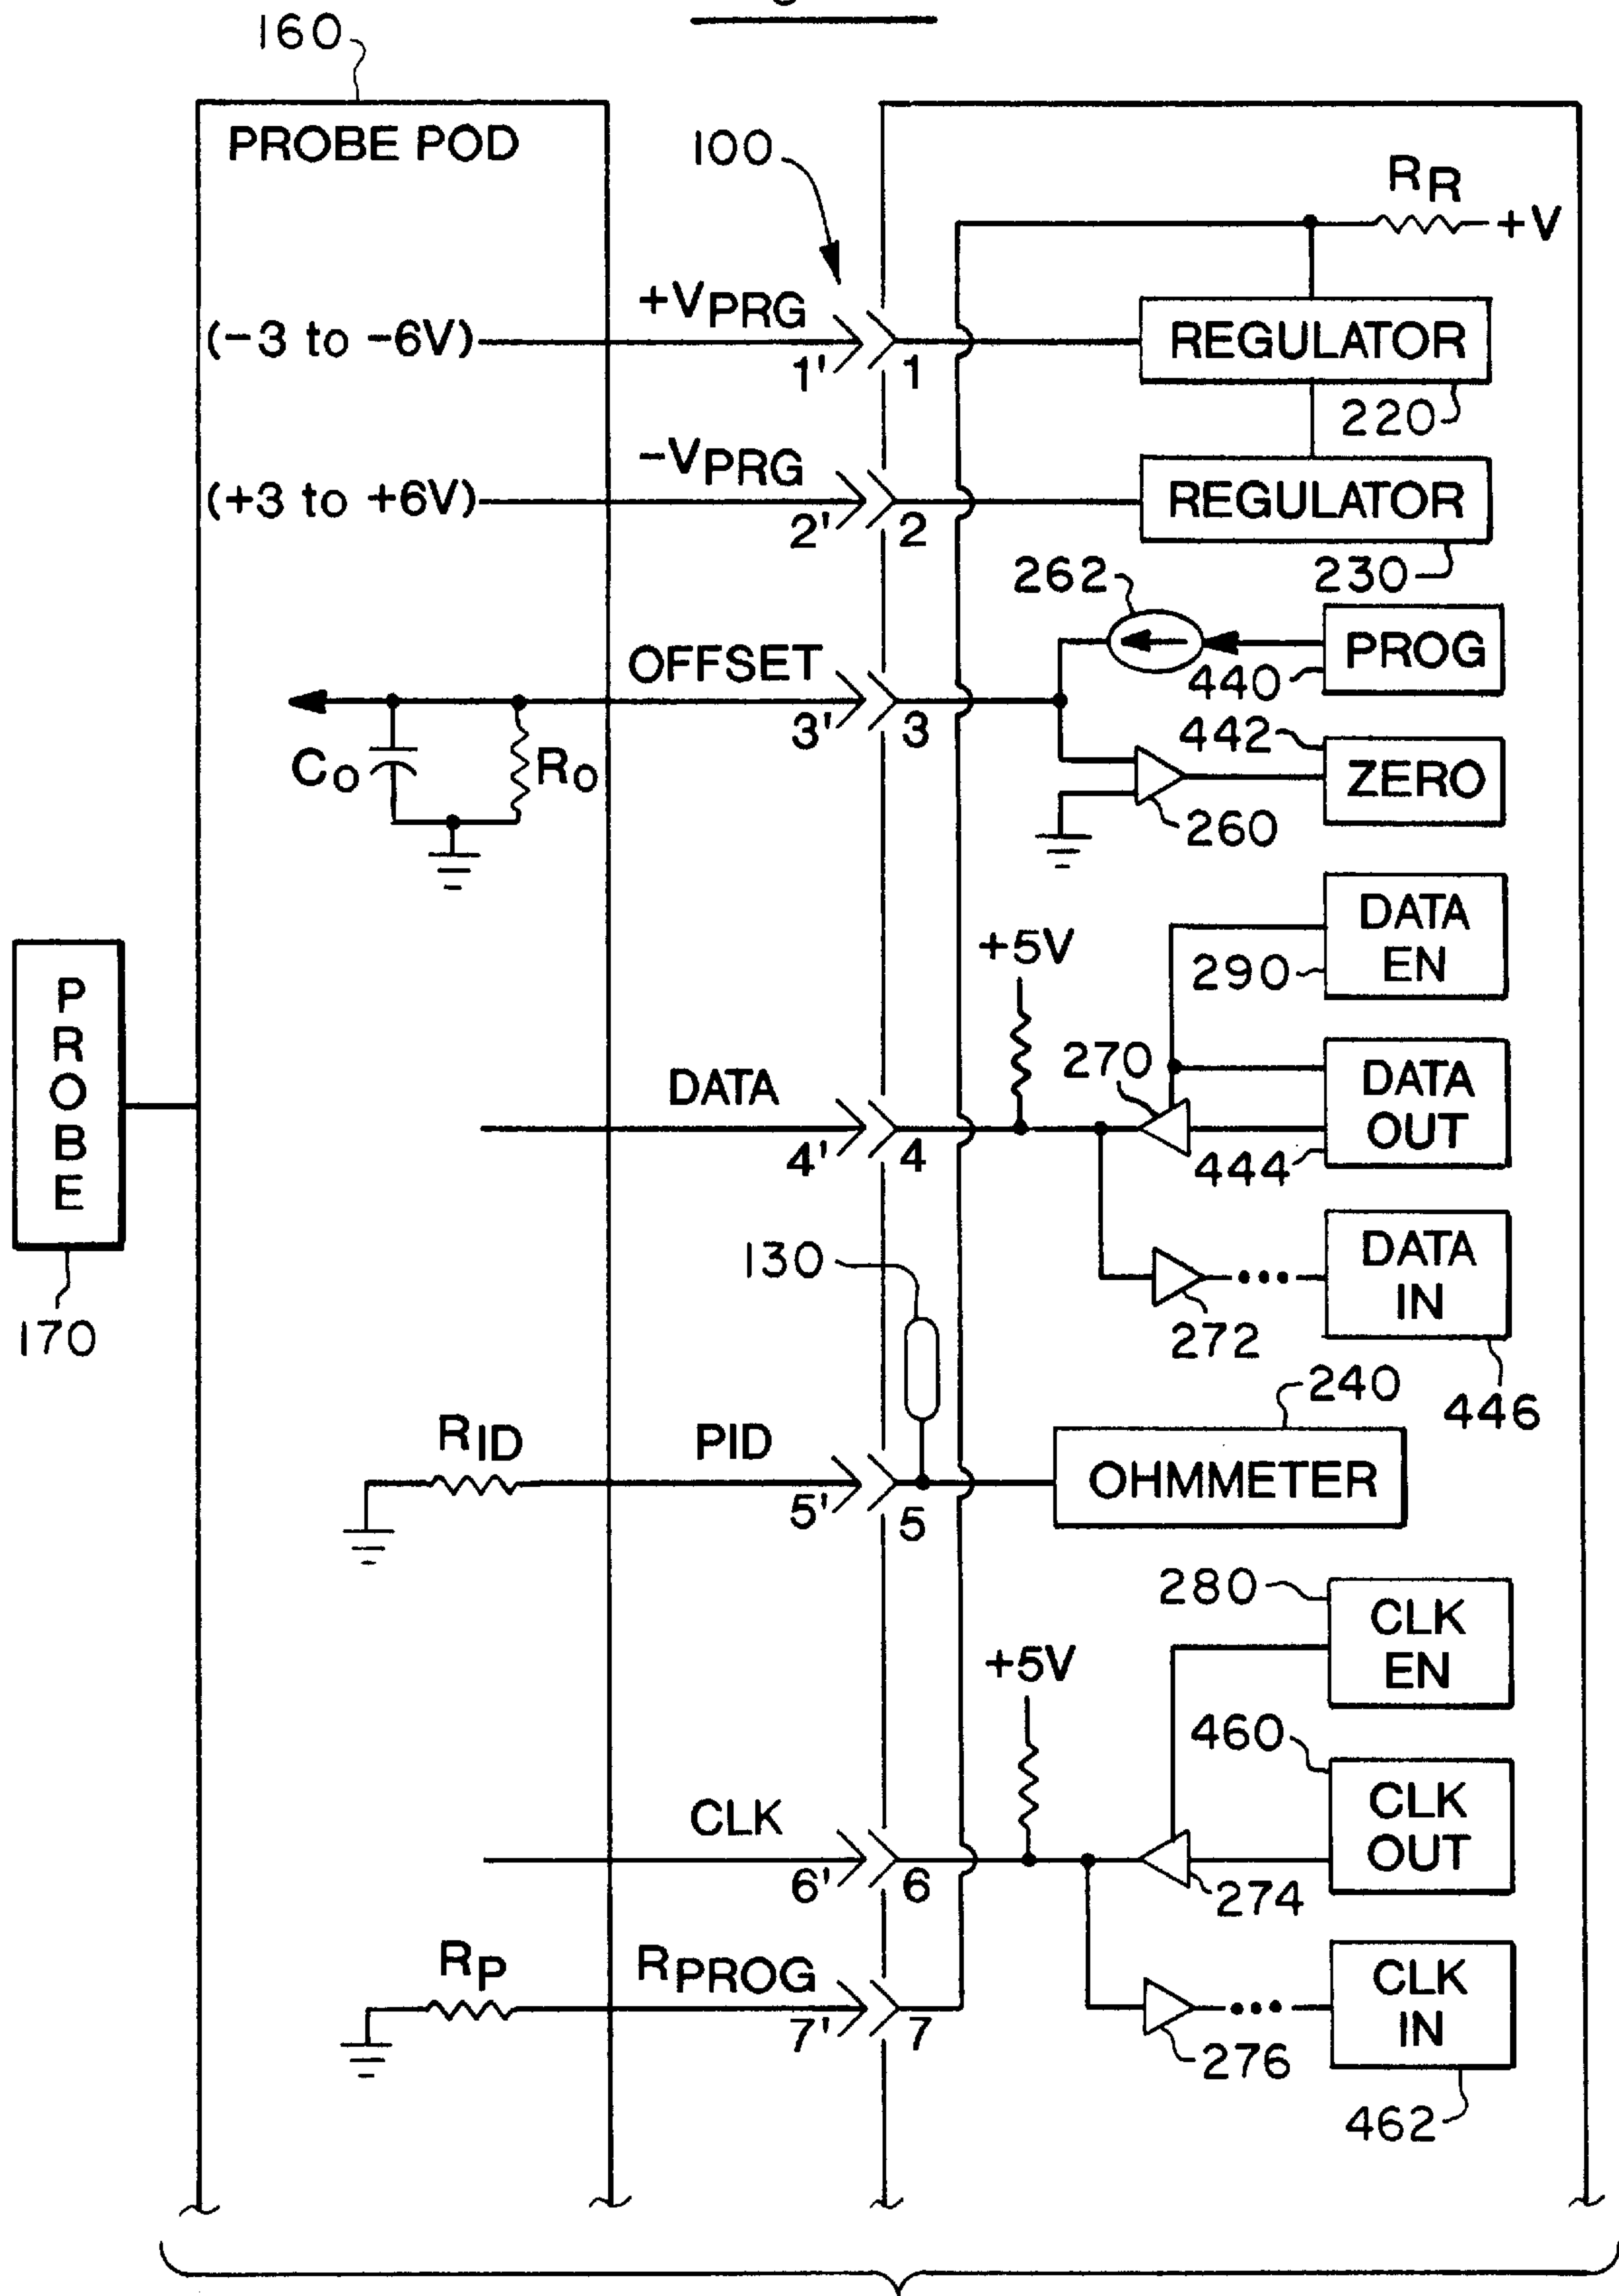 160
PROBE POD
100
RR
+V
+VPRG
(-3 to -6V)
1'
1
REGULATOR
220
-VPRG
(+3 to +6V)
2'
2
REGULATOR
230
262
PROG
440
OFFSET
3'
3
442
ZERO
CO
RO
260
DATA
EN
290
+5V
270
DATA
OUT
444
DATA
4'
4
PROBE
170
130
DATA
IN
272
446
240
RID
PID
5'
5
OHMMETER
280
CLK
EN
+5V
460
CLK
OUT
CLK
6'
6
274
RP
RPROG
7'
7
CLK
IN
276
462